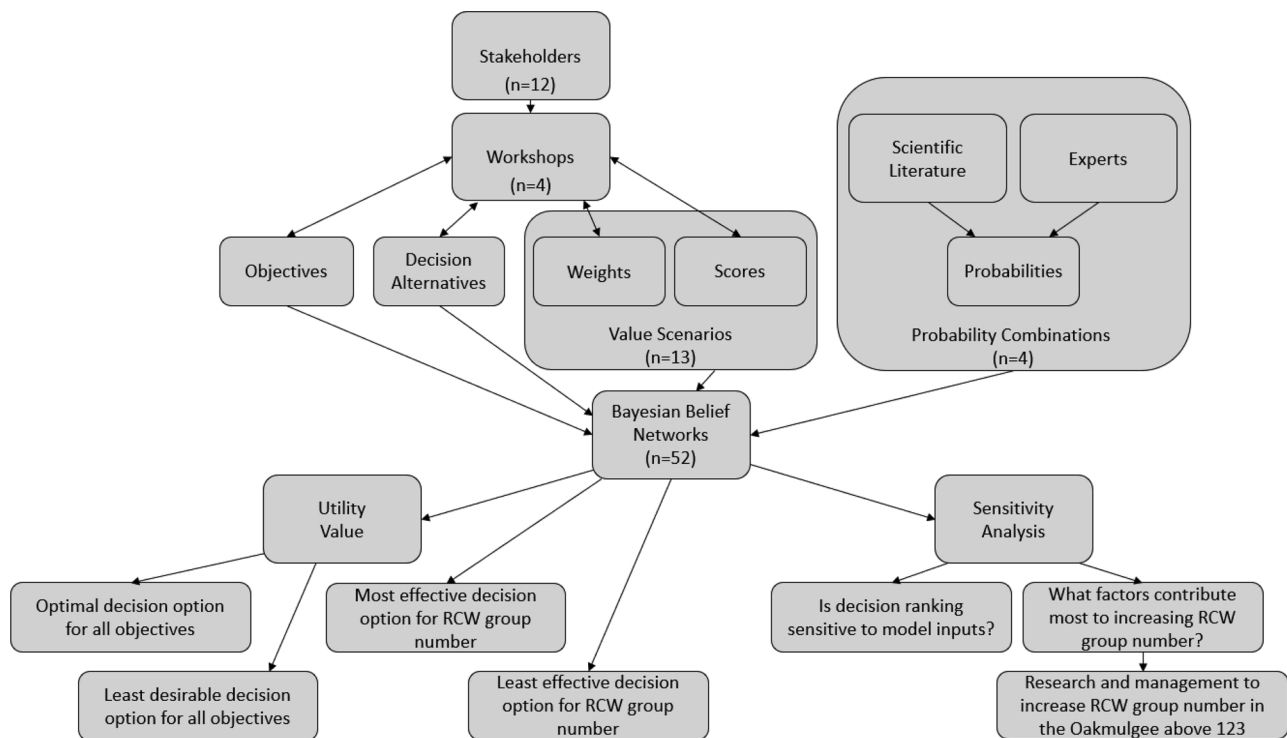 Stakeholders
(n=12)
Workshops
(n=4)
Scientific
Literature
Experts
Objectives
Decision
Alternatives
Weights
Scores
Probabilities
Value Scenarios
(n=13)
Probability Combinations
(n=4)
Bayesian Belief
Networks
(n=52)
Utility
Value
Sensitivity
Analysis
Optimal decision option
for all objectives
Most effective decision
option for RCW group
number
Is decision ranking
sensitive to model inputs?
What factors contribute
most to increasing RCW
group number?
Least desirable decision
option for all objectives
Least effective decision
option for RCW group
number
Research and management to
increase RCW group number in
the Oakmulgee above 123